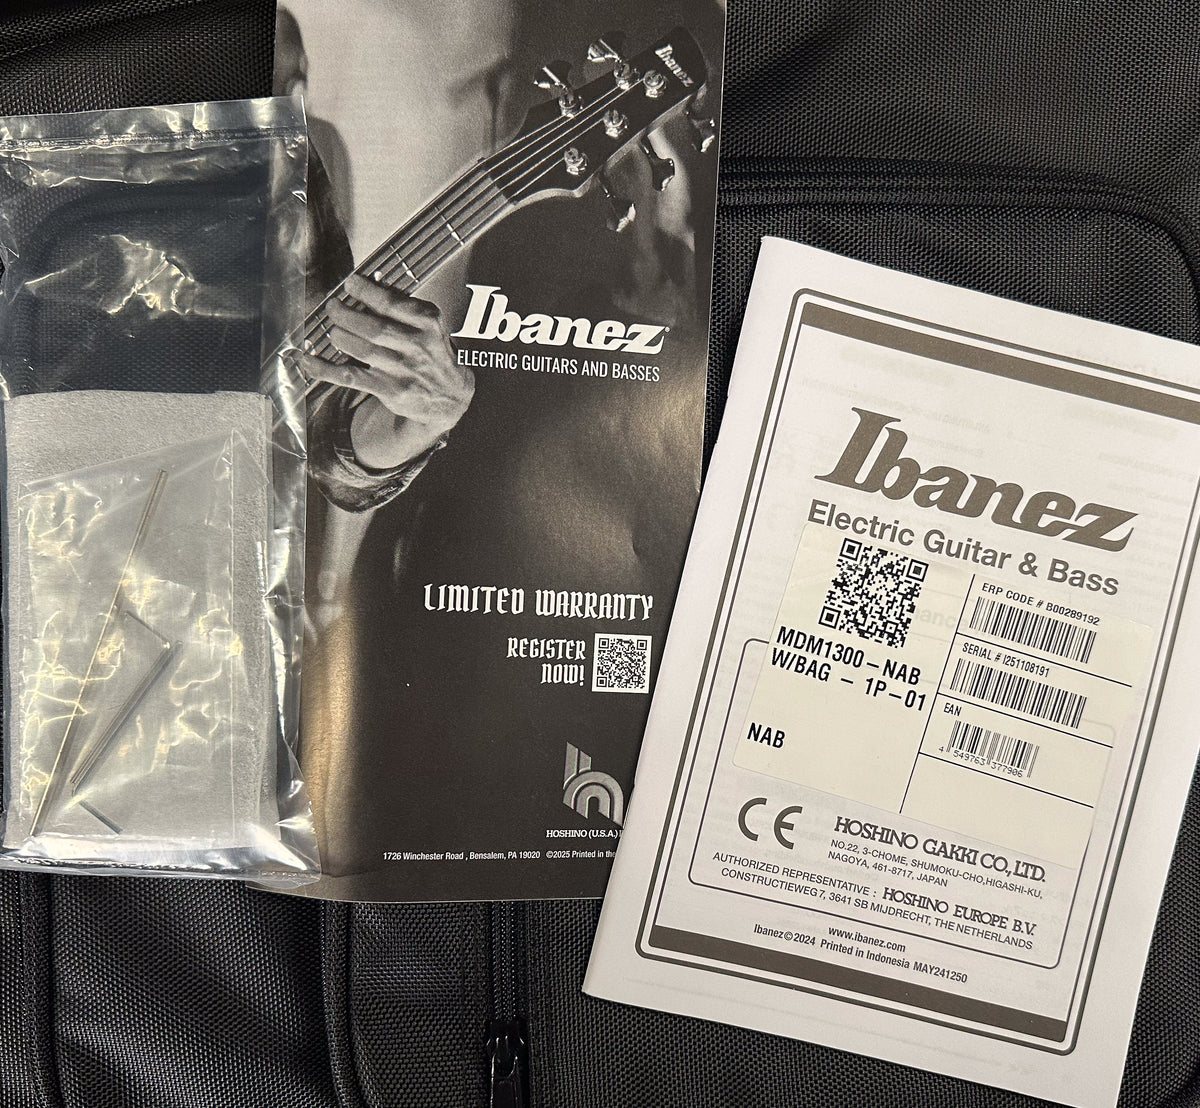 Ibanez
Ibanez
ELECTRIC GUITARS AND BASSES
LIMITED WARRANTY
REGISTER
NOW!
HOSHINO (U.S.A.)
1726 Winchester Road , Bensalem, PA 19020 ©2025 Printed in the
Ibanez
Electric Guitar & Bass
MDM1300-NAB
W/BAG - 1P-01
NAB
ERP CODE # B00289192
SERIAL # I251108191
EAN
4 549763 377906
CE
HOSHINO GAKKI CO., LTD.
NO.22, 3-CHOME, SHUMOKU-CHO,HIGASHI-KU,
NAGOYA, 461-8717, JAPAN
AUTHORIZED REPRESENTATIVE : HOSHINO EUROPE B.V.
CONSTRUCTIEWEG 7, 3641 SB MIJDRECHT, THE NETHERLANDS
www.ibanez.com
Ibanez©2024 Printed in Indonesia MAY241250